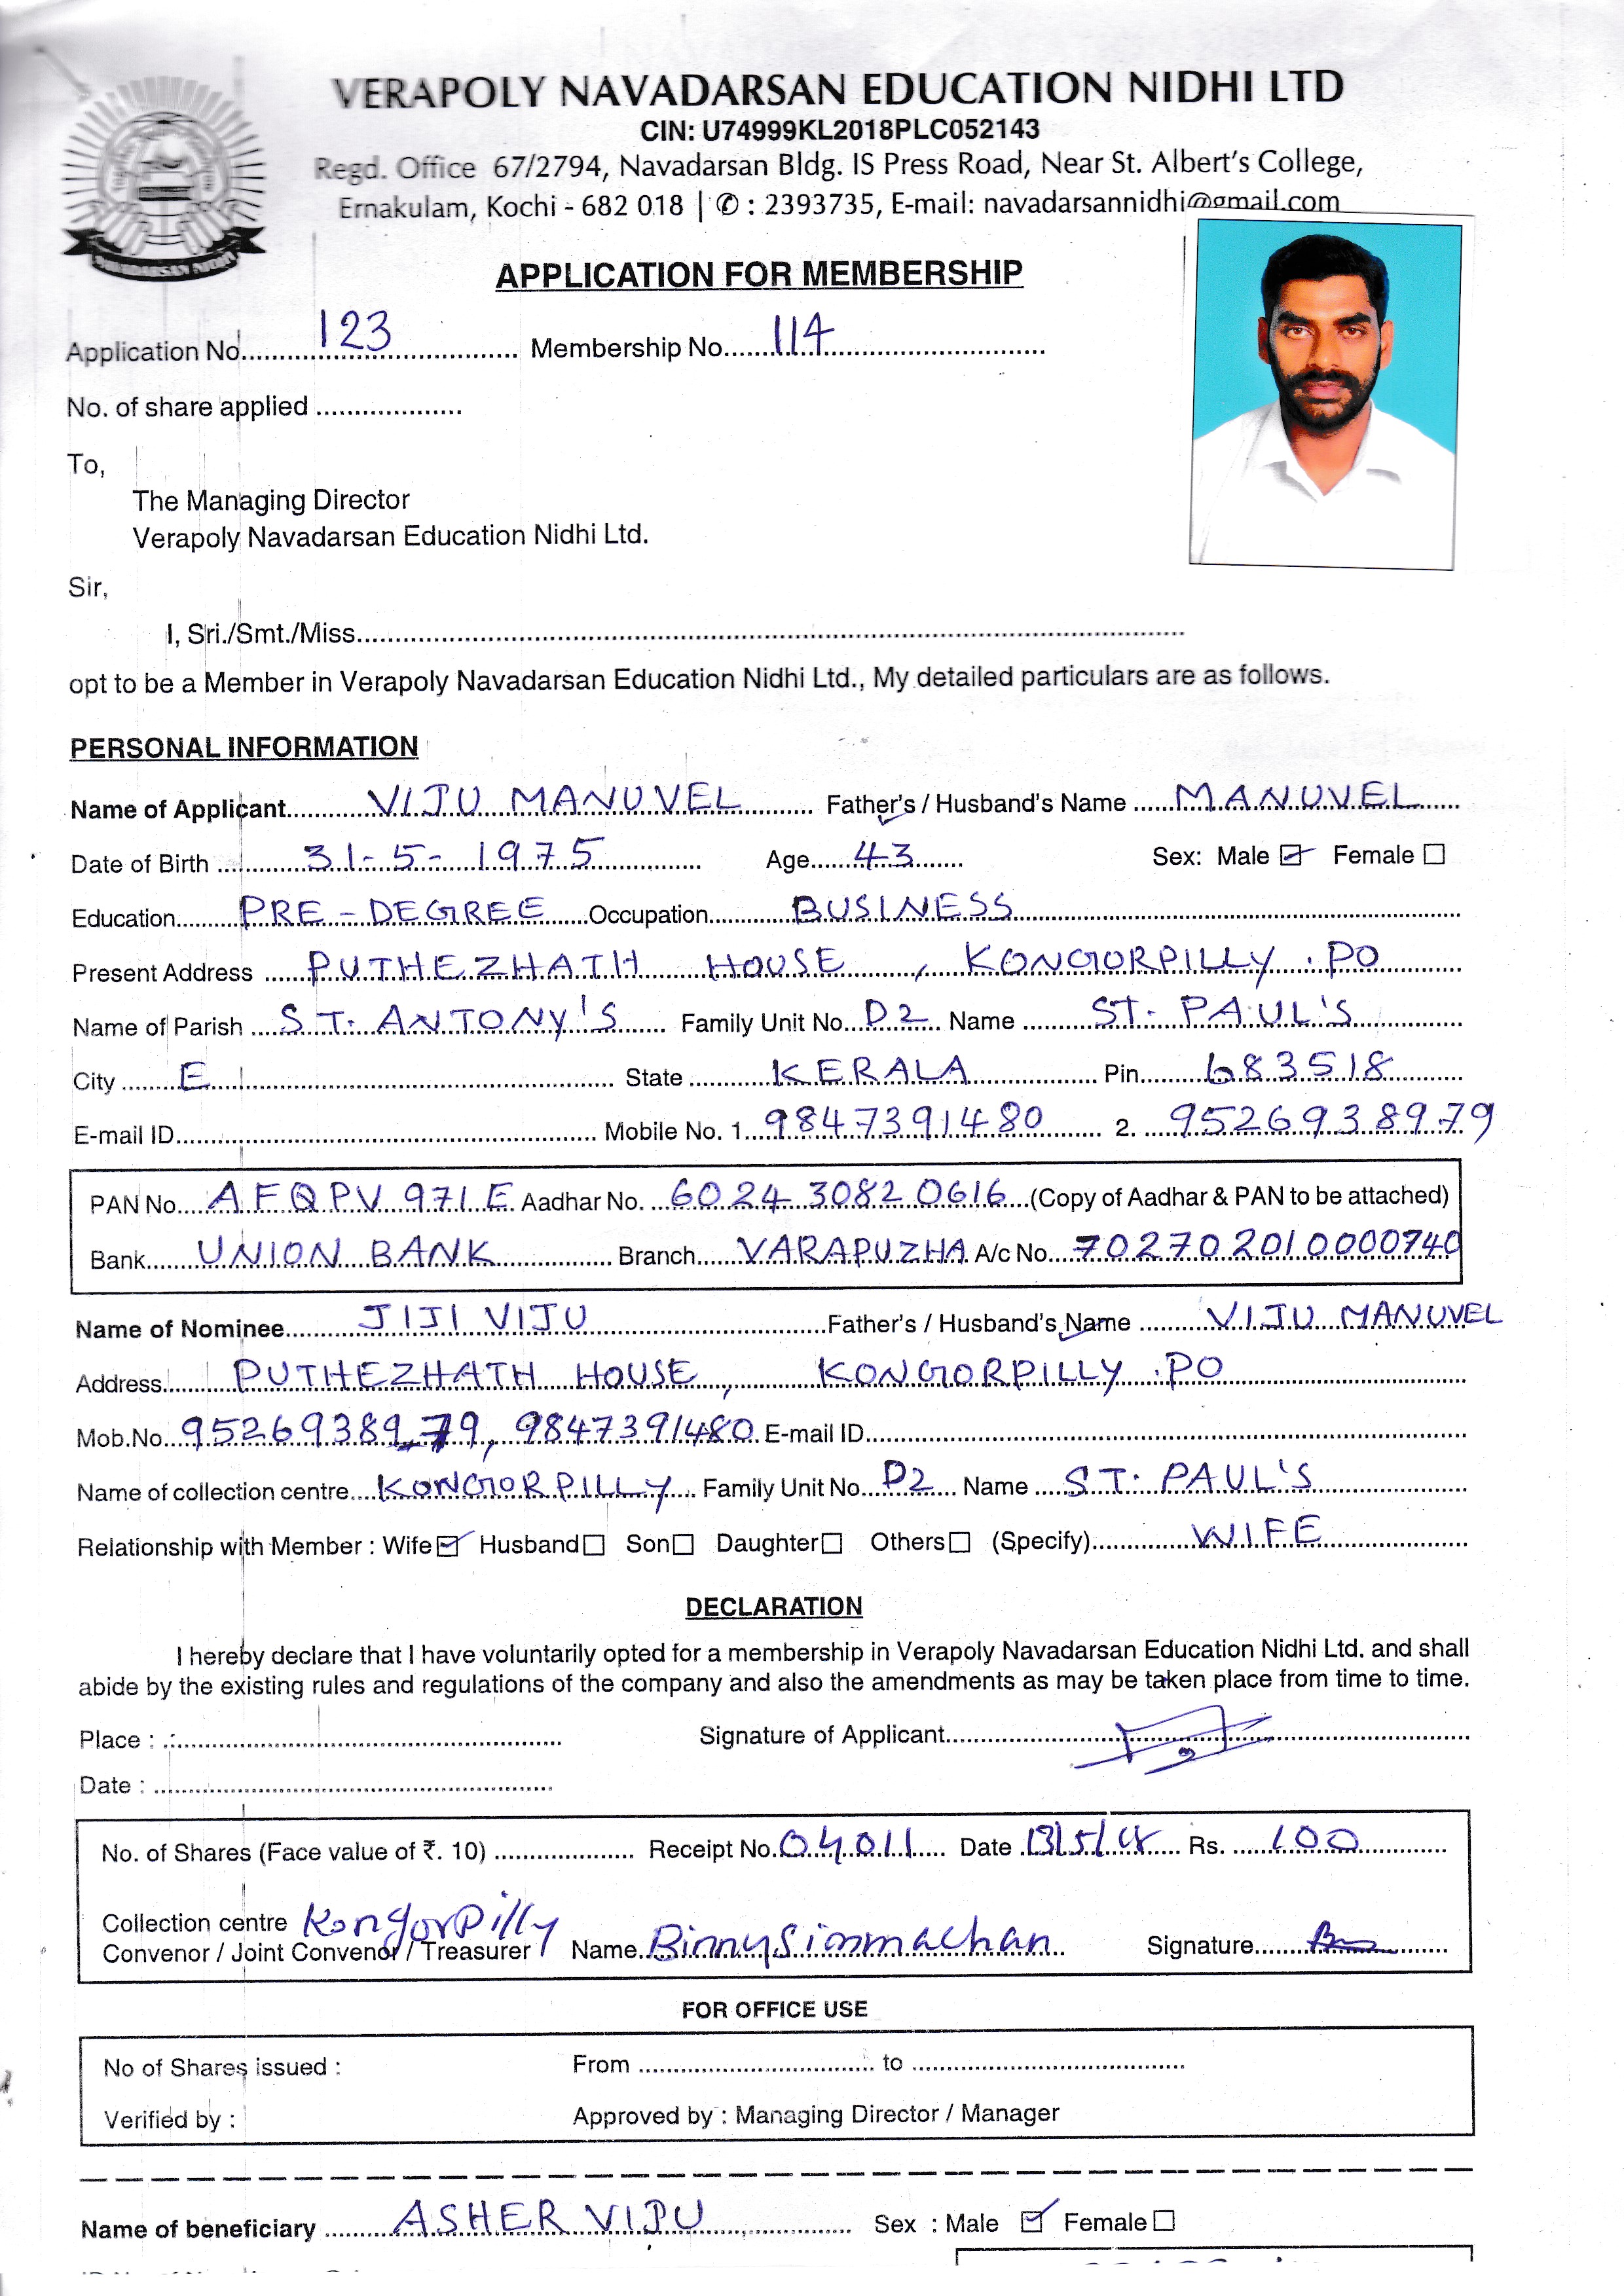 VERAPOLY NAVADARSAN EDUCATION NIDHI LTD
CIN: U74999KL2018PLC052143
Regd. Office 67/2794, Navadarsan Bldg. IS Press Road, Near St. Albert's College,
Ernakulam, Kochi - 682 018 | ✆ : 2393735, E-mail: navadarsannidhi@gmail.com
NAVADARSAN NIDHI
APPLICATION FOR MEMBERSHIP
Application No. 123 Membership No. 114
No. of share applied
To,
The Managing Director
Verapoly Navadarsan Education Nidhi Ltd.
Sir,
I, Sri./Smt./Miss
opt to be a Member in Verapoly Navadarsan Education Nidhi Ltd., My detailed particulars are as follows.
PERSONAL INFORMATION
Name of Applicant VIJU MANUVEL Father's / Husband's Name MANUVEL
Date of Birth 31-5-1975 Age 43 Sex: Male ☑ Female ☐
Education PRE-DEGREE Occupation BUSINESS
Present Address PUTHEZHATH HOUSE, KONGORPILLY.PO
Name of Parish ST. ANTONY'S Family Unit No. D2 Name ST. PAUL'S
City E State KERALA Pin 683518
E-mail ID Mobile No. 1. 9847391480 2. 9526938979
PAN No. AFQPV971E Aadhar No. 6024 3082 0616 (Copy of Aadhar & PAN to be attached)
Bank UNION BANK Branch VARAPUZHA A/c No. 702702010000740
Name of Nominee JIJI VIJU Father's / Husband's Name VIJU MANUVEL
Address PUTHEZHATH HOUSE, KONGORPILLY.PO
Mob.No. 9526938979, 9847391480 E-mail ID
Name of collection centre KONGORPILLY Family Unit No. D2 Name ST. PAUL'S
Relationship with Member : Wife ☑ Husband ☐ Son ☐ Daughter ☐ Others ☐ (Specify) WIFE
DECLARATION
I hereby declare that I have voluntarily opted for a membership in Verapoly Navadarsan Education Nidhi Ltd. and shall
abide by the existing rules and regulations of the company and also the amendments as may be taken place from time to time.
Place : Signature of Applicant
Date :
No. of Shares (Face value of ₹. 10) Receipt No. 04011 Date 13/5/18 Rs. 100
Collection centre Kongorpilly
Convenor / Joint Convenor / Treasurer Name Binny Simmachan Signature
FOR OFFICE USE
No of Shares issued : From to
Verified by : Approved by : Managing Director / Manager
Name of beneficiary ASHER VIJU Sex : Male ☑ Female ☐